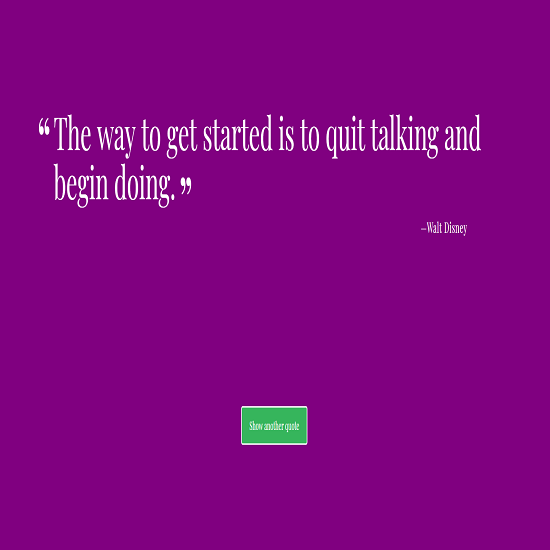 “ The way to get started is to quit talking and
begin doing. ”
–Walt Disney
Show another quote